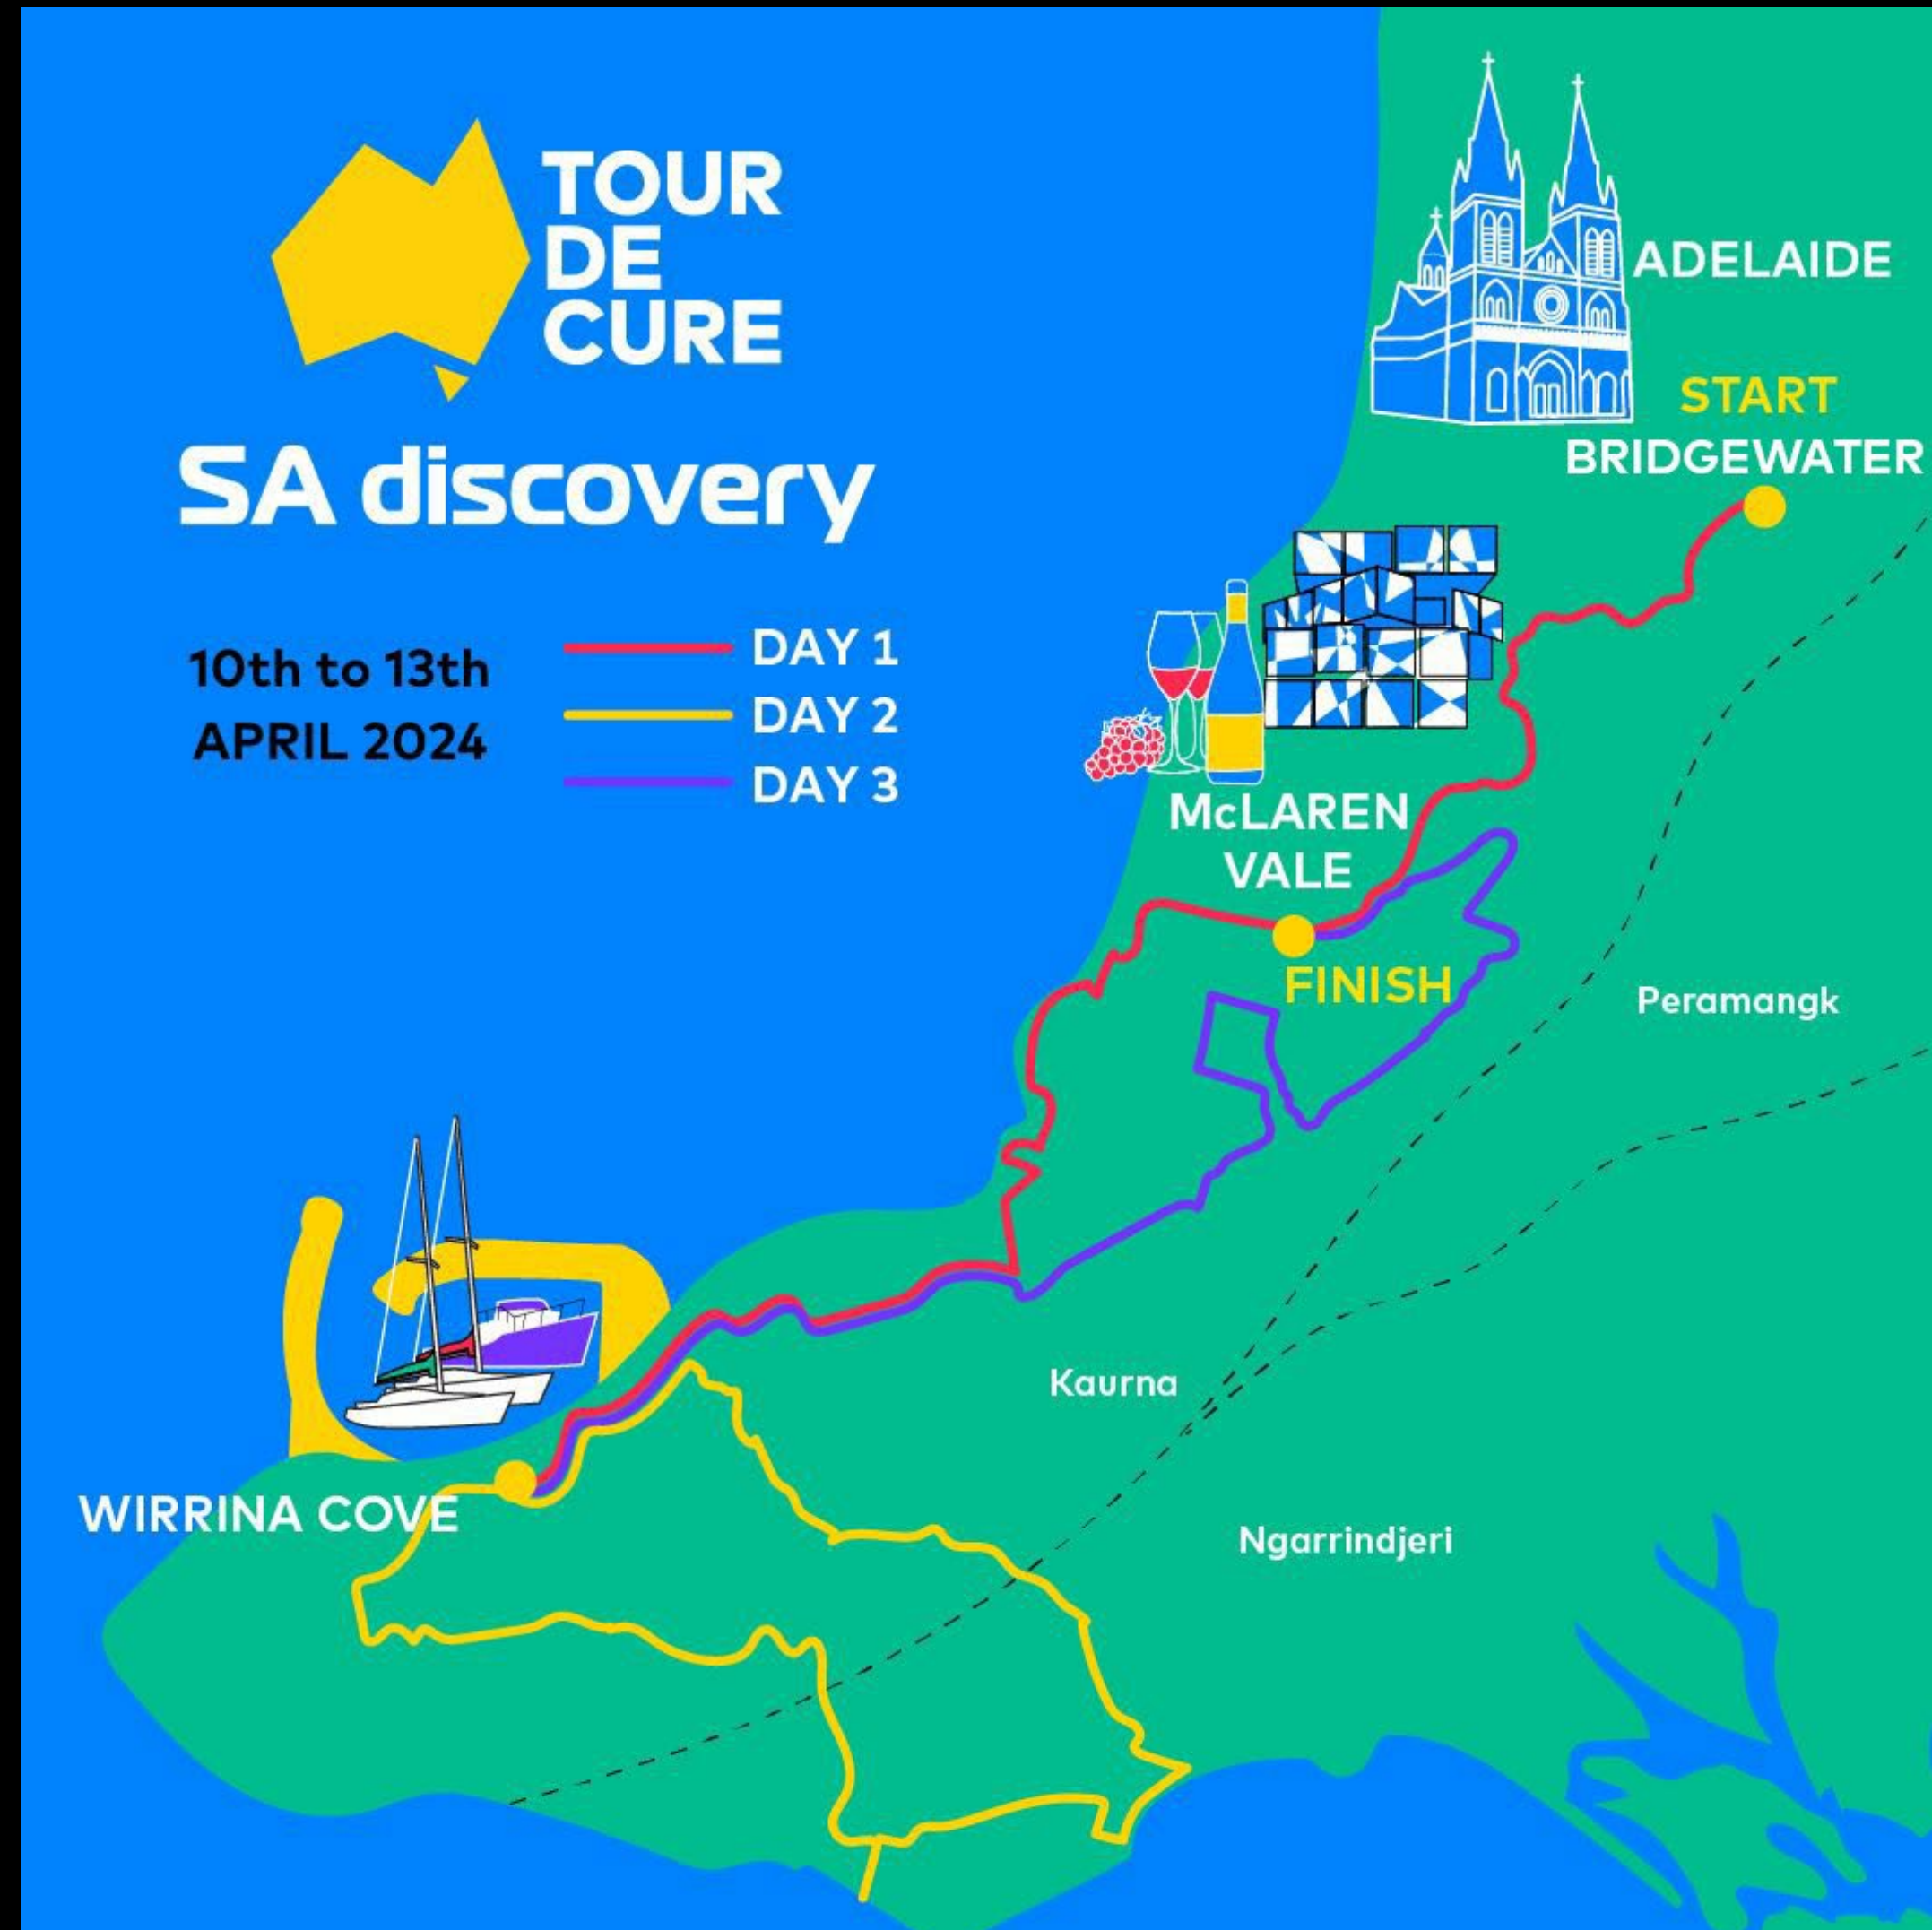 TOUR
DE
CURE
SA discovery
10th to 13th
APRIL 2024
DAY 1
DAY 2
DAY 3
ADELAIDE
START
BRIDGEWATER
McLAREN
VALE
FINISH
Peramangk
Kaurna
WIRRINA COVE
Ngarrindjeri